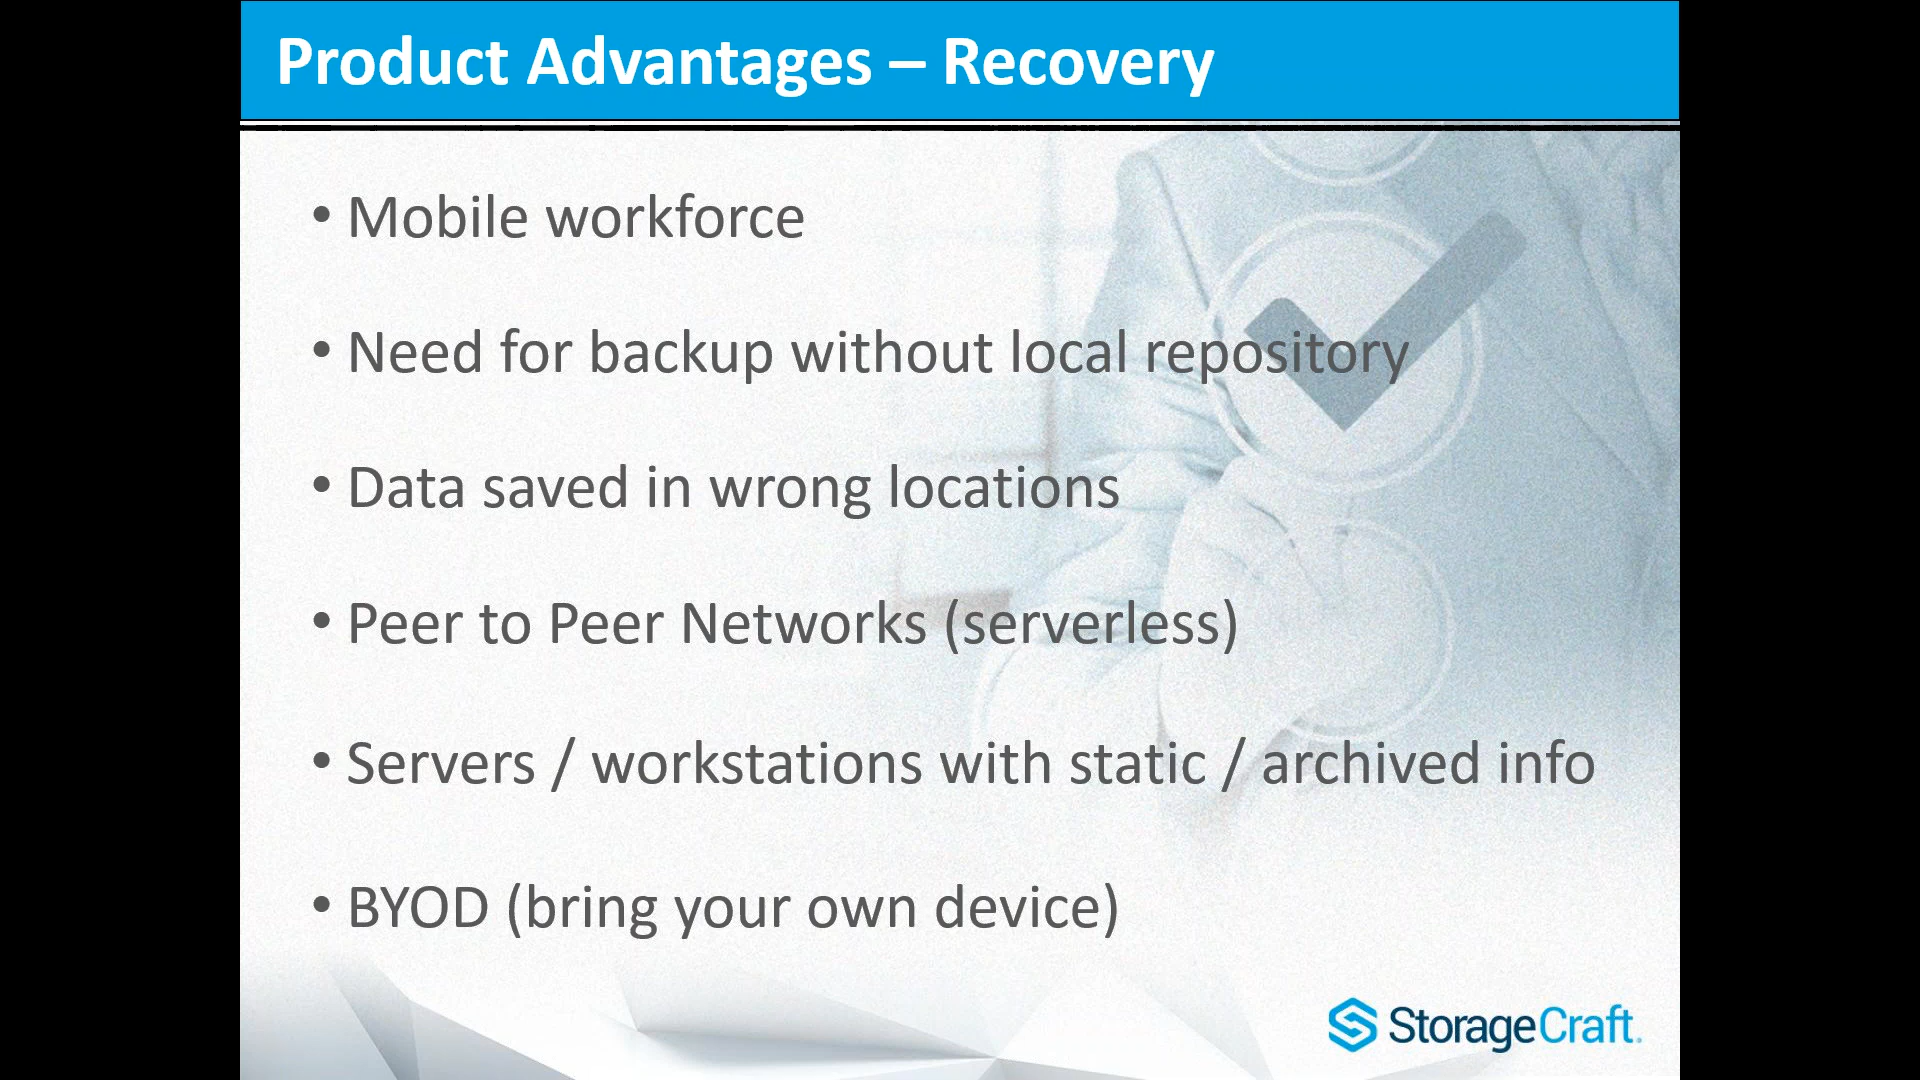 Product Advantages – Recovery
• Mobile workforce
• Need for backup without local repository
• Data saved in wrong locations
• Peer to Peer Networks (serverless)
• Servers / workstations with static / archived info
• BYOD (bring your own device)
StorageCraft.